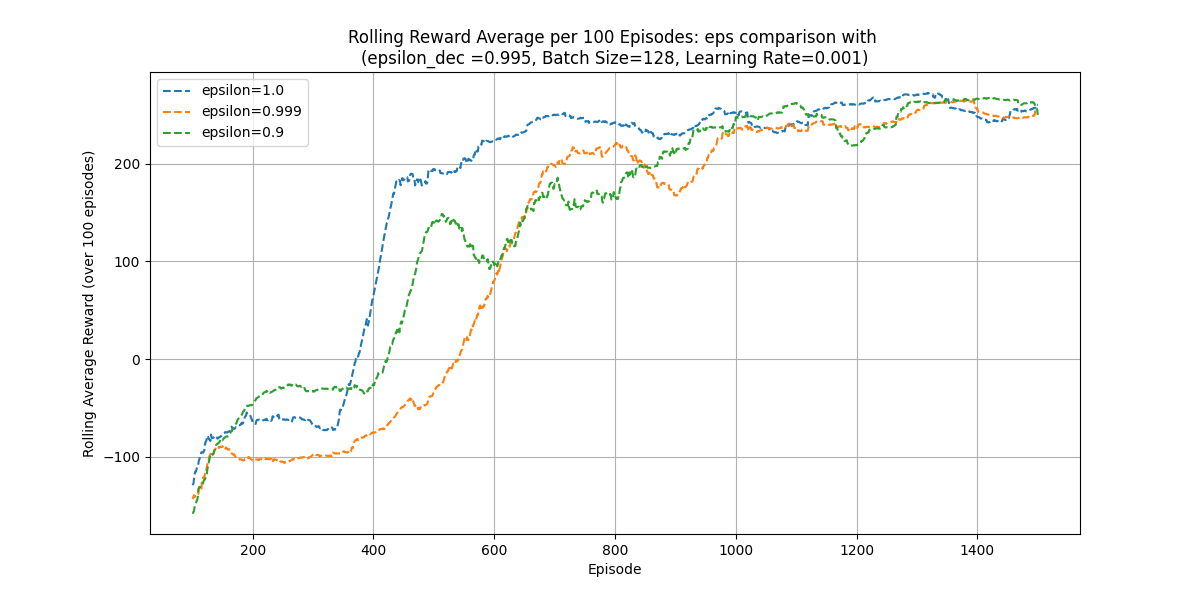 Rolling Reward Average per 100 Episodes: eps comparison with
(epsilon_dec =0.995, Batch Size=128, Learning Rate=0.001)
epsilon=1.0
epsilon=0.999
epsilon=0.9
Rolling Average Reward (over 100 episodes)
200
100
0
−100
200 400 600 800 1000 1200 1400
Episode